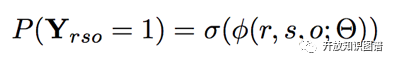 P(Y_{rso} = 1) = σ(φ(r, s, o; Θ))
开放知识图谱